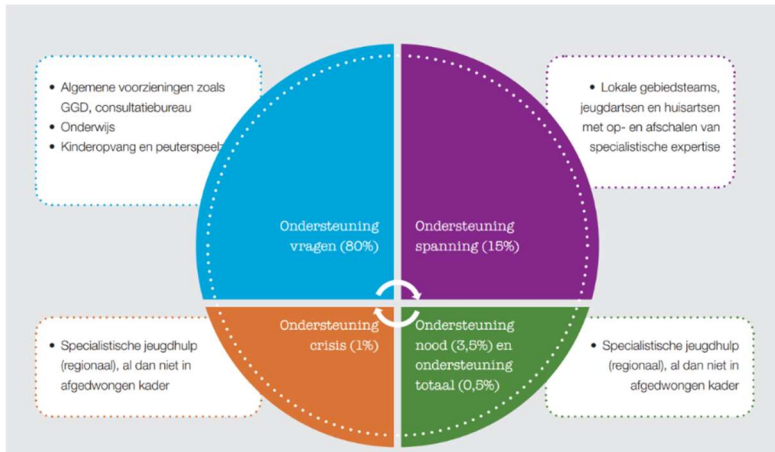 • Algemene voorzieningen zoals
GGD, consultatiebureau
• Onderwijs
• Kinderopvang en
• Lokale gebiedsteams,
jeugdartsen en huisartsen
met op- en afschalen van
specialistische expertise
Ondersteuning
vragen (80%)
Ondersteuning
spanning (15%)
Ondersteuning
crisis (1%)
Ondersteuning
nood (3,5%) en
ondersteuning
totaal (0,5%)
• Specialistische jeugdhulp
(regionaal), al dan niet in
afgedwongen kader
• Specialistische jeugdhulp
(regionaal), al dan niet in
afgedwongen kader